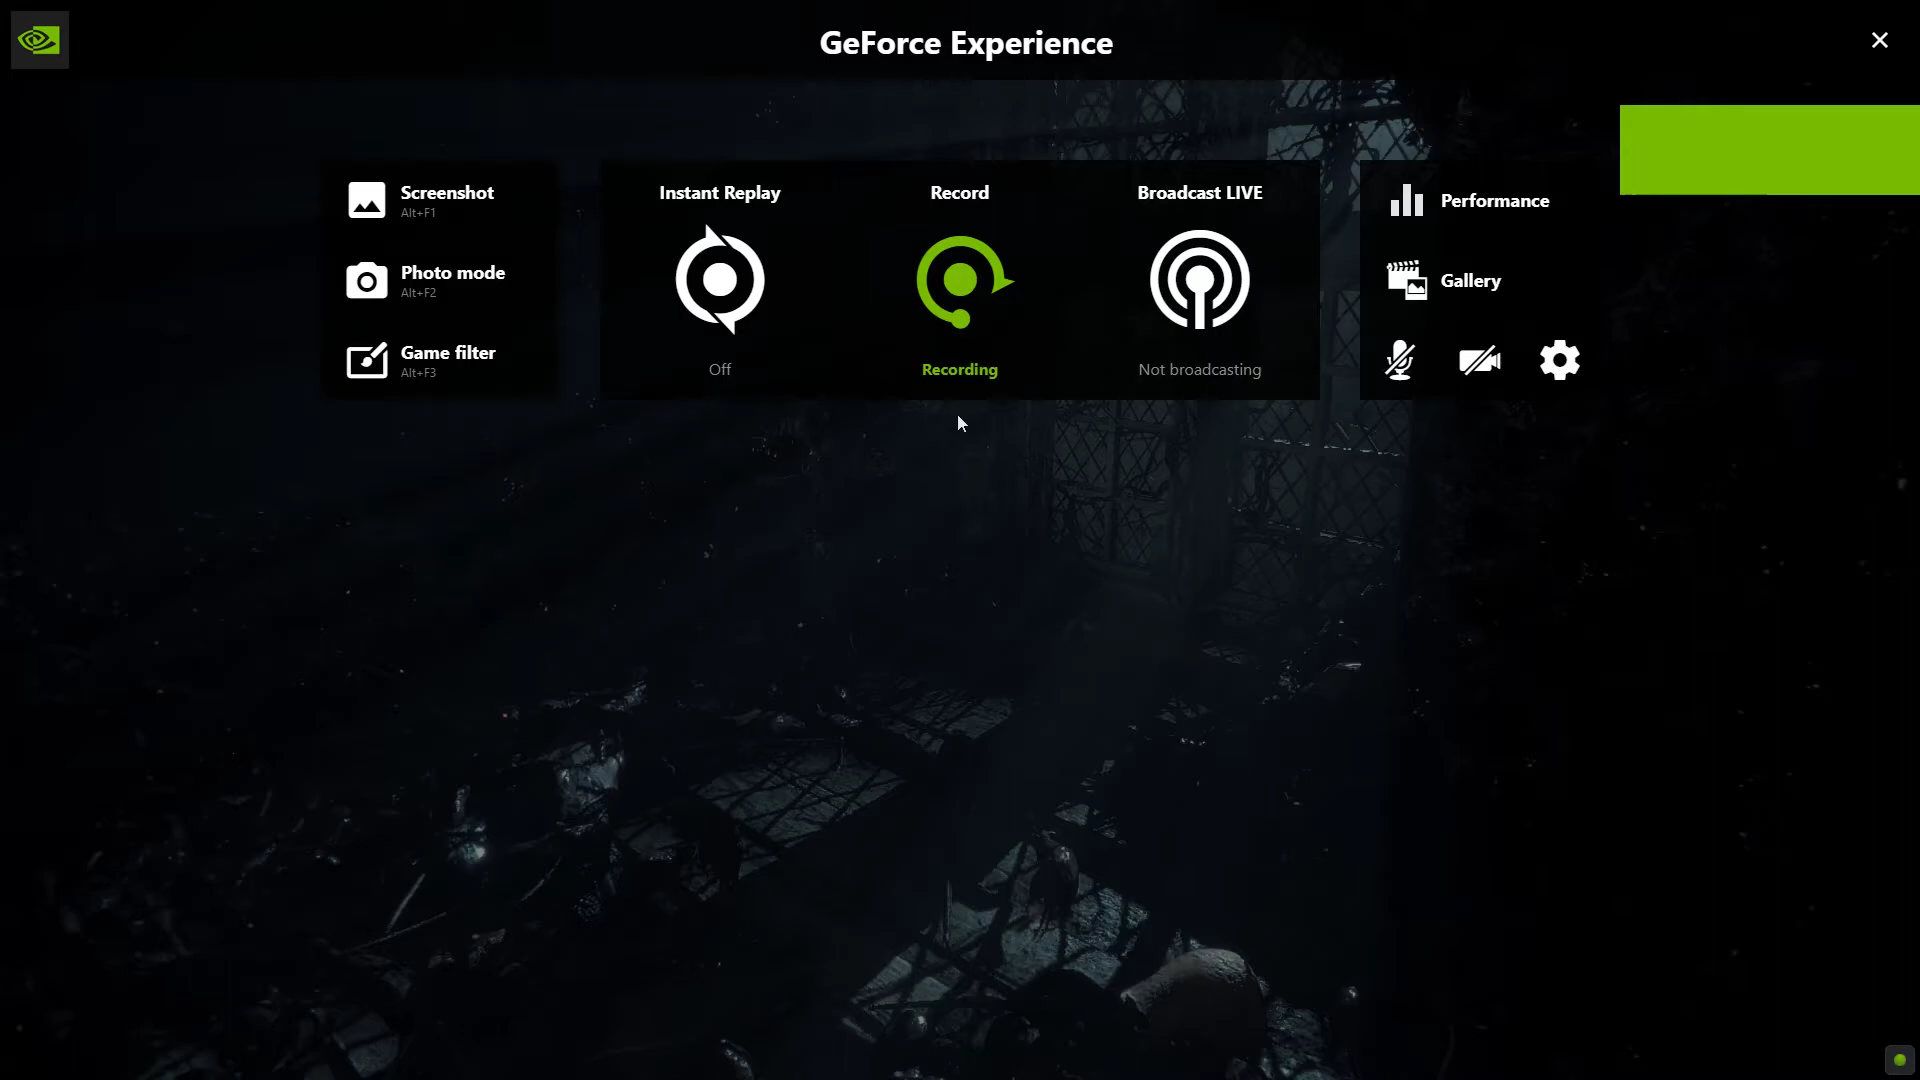 GeForce Experience
Screenshot
Alt+F1
Photo mode
Alt+F2
Game filter
Alt+F3
Instant Replay
Off
Record
Recording
Broadcast LIVE
Not broadcasting
Performance
Gallery